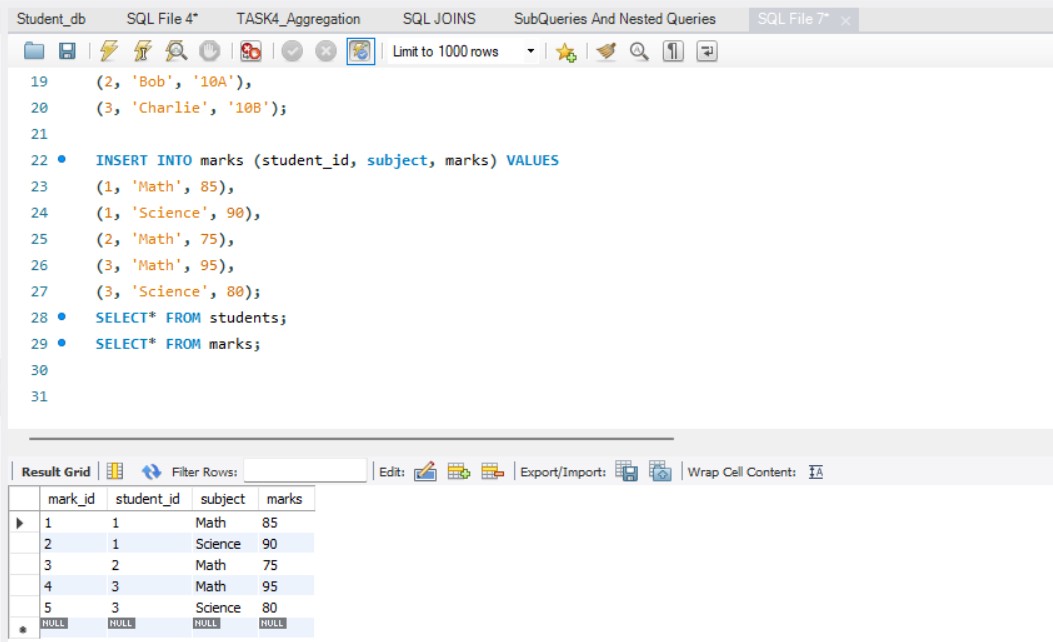 Student_db SQL File 4* TASK4_Aggregation SQL JOINS SubQueries And Nested Queries SQL File 7* ×
Limit to 1000 rows
19 (2, 'Bob', '10A'),
20 (3, 'Charlie', '10B');
21
22 INSERT INTO marks (student_id, subject, marks) VALUES
23 (1, 'Math', 85),
24 (1, 'Science', 90),
25 (2, 'Math', 75),
26 (3, 'Math', 95),
27 (3, 'Science', 80);
28 SELECT* FROM students;
29 SELECT* FROM marks;
30
31
Result Grid Filter Rows: Edit: Export/Import: Wrap Cell Content:
mark_id student_id subject marks
1 1 Math 85
2 1 Science 90
3 2 Math 75
4 3 Math 95
5 3 Science 80
NULL NULL NULL NULL